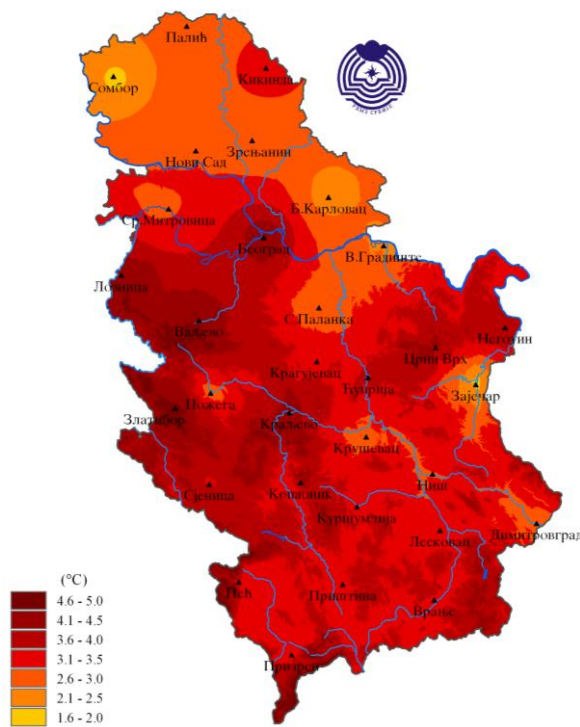 Палић
Сомбор
Кикинда
Нови Сад
Зрењанин
Ср.Митровица
Б.Карловац
Београд
В.Градиште
Лозница
Ваљево
С.Паланка
Неготин
Црни Врх
Крагујевац
Ћуприја
Зајечар
Пожега
Златибор
Краљево
Крушевац
Ниш
Сјеница
Копаоник
Куршумлија
Лесковац
Димитровград
Пећ
Приштина
Врање
Призрен
(°C)
4.6 - 5.0
4.1 - 4.5
3.6 - 4.0
3.1 - 3.5
2.6 - 3.0
2.1 - 2.5
1.6 - 2.0